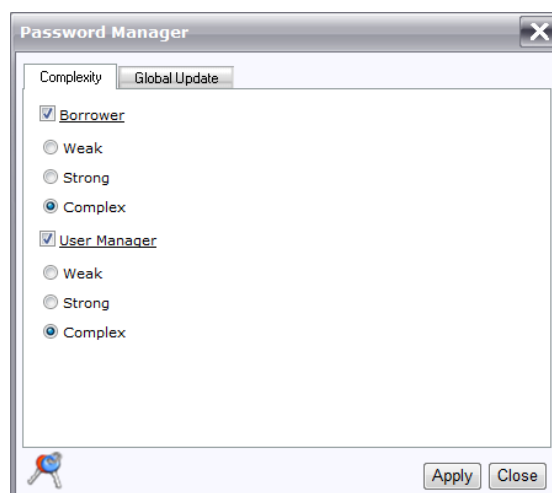 Password Manager
Complexity Global Update
Borrower
Weak
Strong
Complex
User Manager
Weak
Strong
Complex
Apply Close